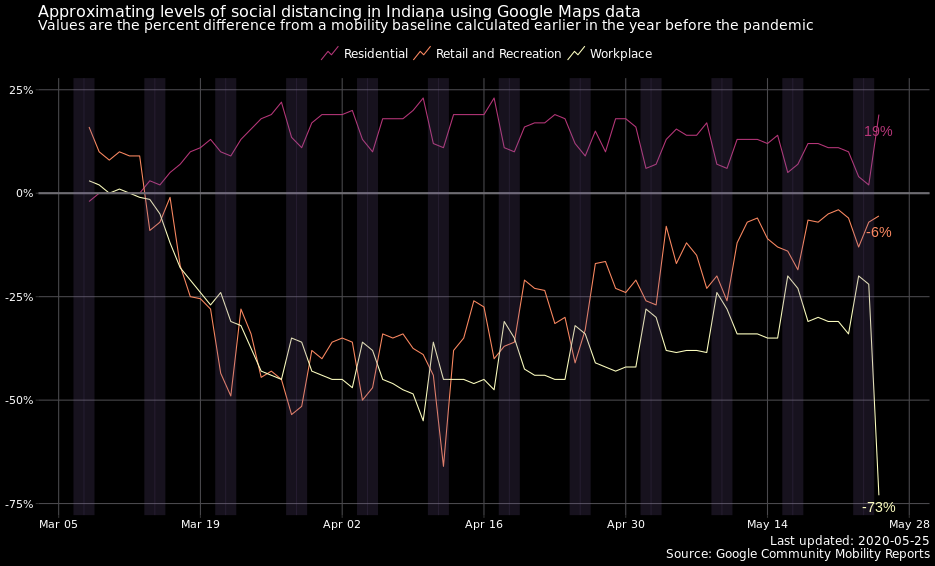 Approximating levels of social distancing in Indiana using Google Maps data
Values are the percent difference from a mobility baseline calculated earlier in the year before the pandemic
Residential Retail and Recreation Workplace
25%
0%
-25%
-50%
-75%
19%
-6%
-73%
Mar 05 Mar 19 Apr 02 Apr 16 Apr 30 May 14 May 28
Last updated: 2020-05-25
Source: Google Community Mobility Reports